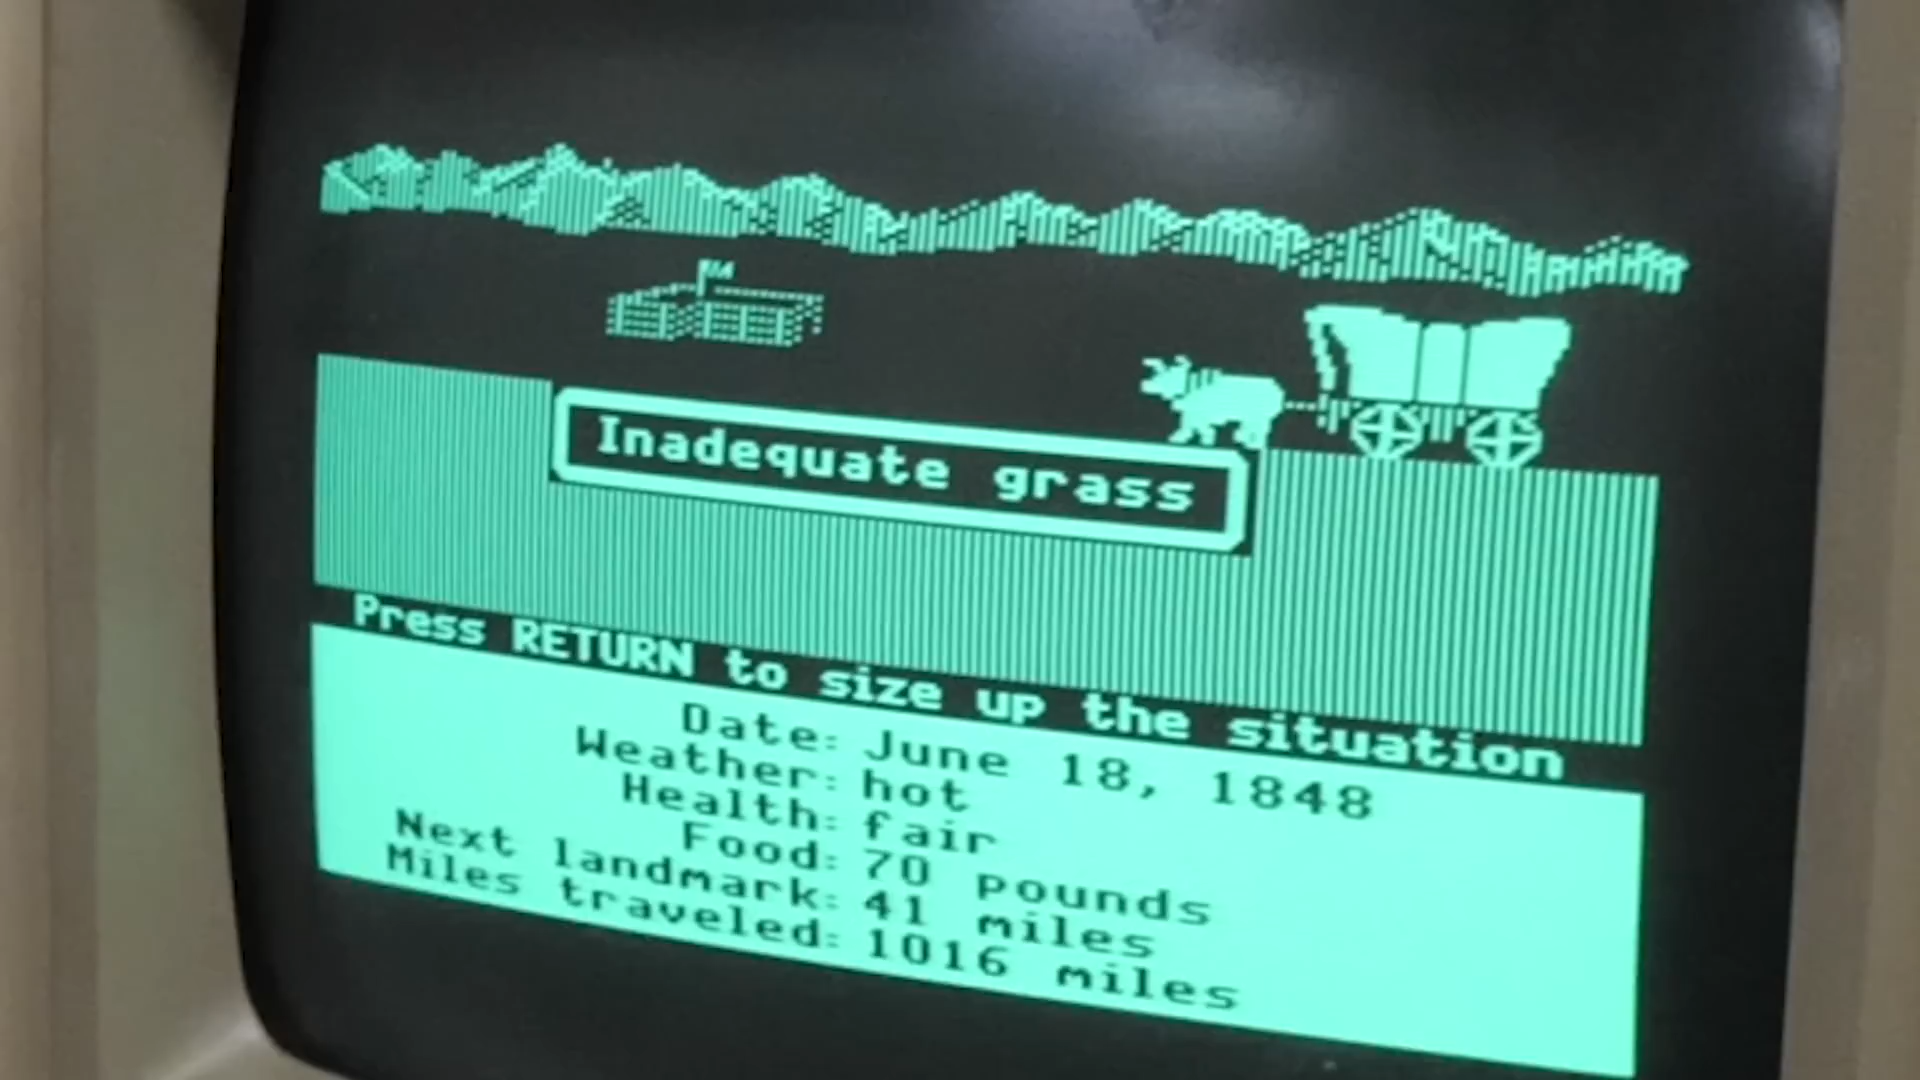 Inadequate grass
Press RETURN to size up the situation
Date: June 18, 1848
Weather: hot
Health: fair
Food: 70 pounds
Next landmark: 41 miles
Miles traveled: 1016 miles